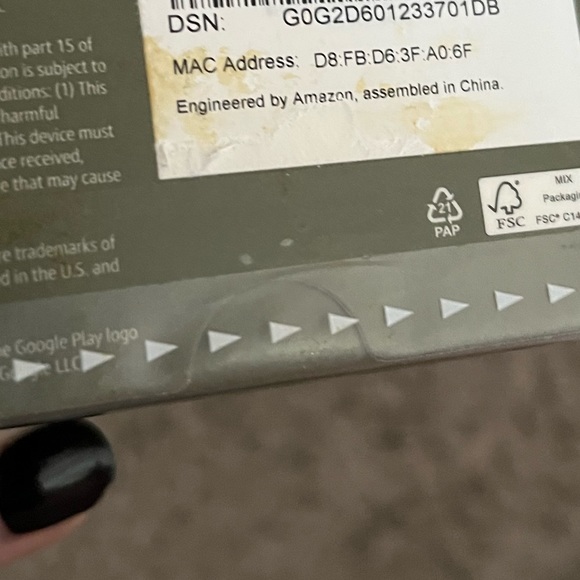 DSN: G0G2D601233701DB
ith part 15 of
on is subject to
ditions: (1) This
harmful
This device must
ce received,
e that may cause
MAC Address: D8:FB:D6:3F:A0:6F
Engineered by Amazon, assembled in China.
21
PAP
FSC
MIX
Packagi
FSC® C14
e trademarks of
d in the U.S. and
e Google Play logo
LLC